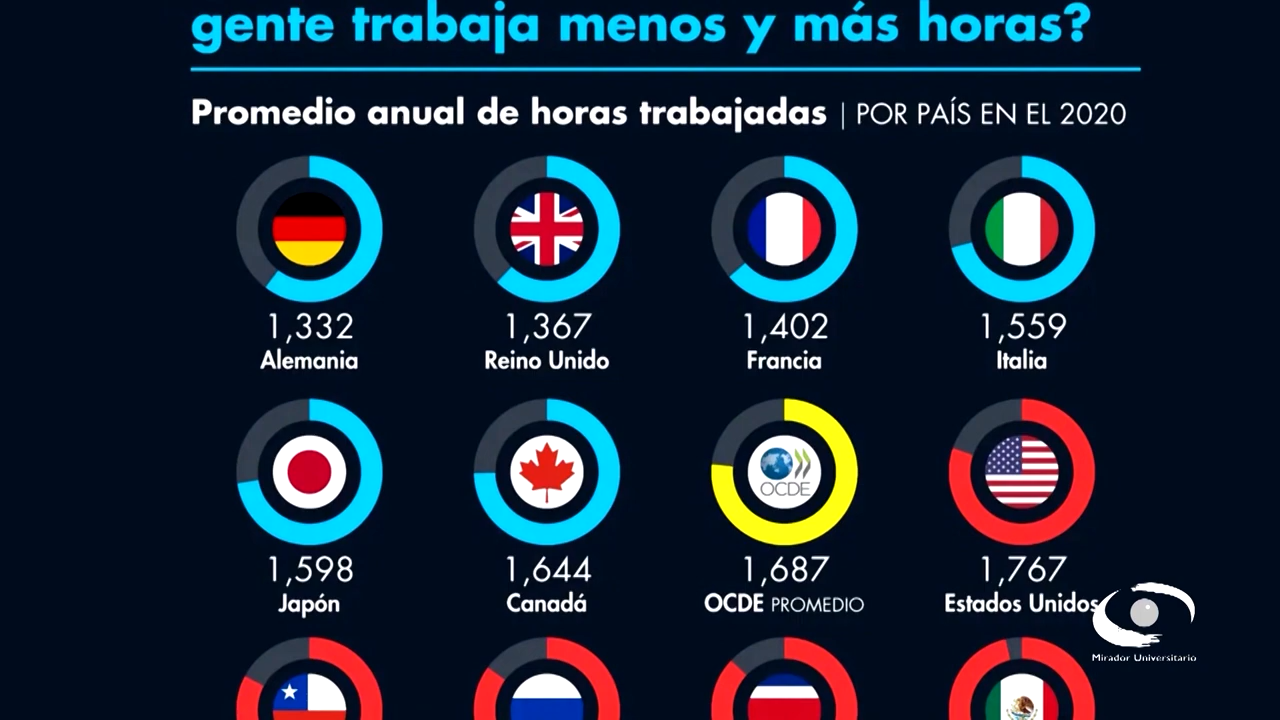 gente trabaja menos y más horas?
Promedio anual de horas trabajadas | POR PAÍS EN EL 2020
1,332
Alemania
1,367
Reino Unido
1,402
Francia
1,559
Italia
OCDE
1,598
Japón
1,644
Canadá
1,687
OCDE PROMEDIO
1,767
Estados Unidos
Mirador Universitario